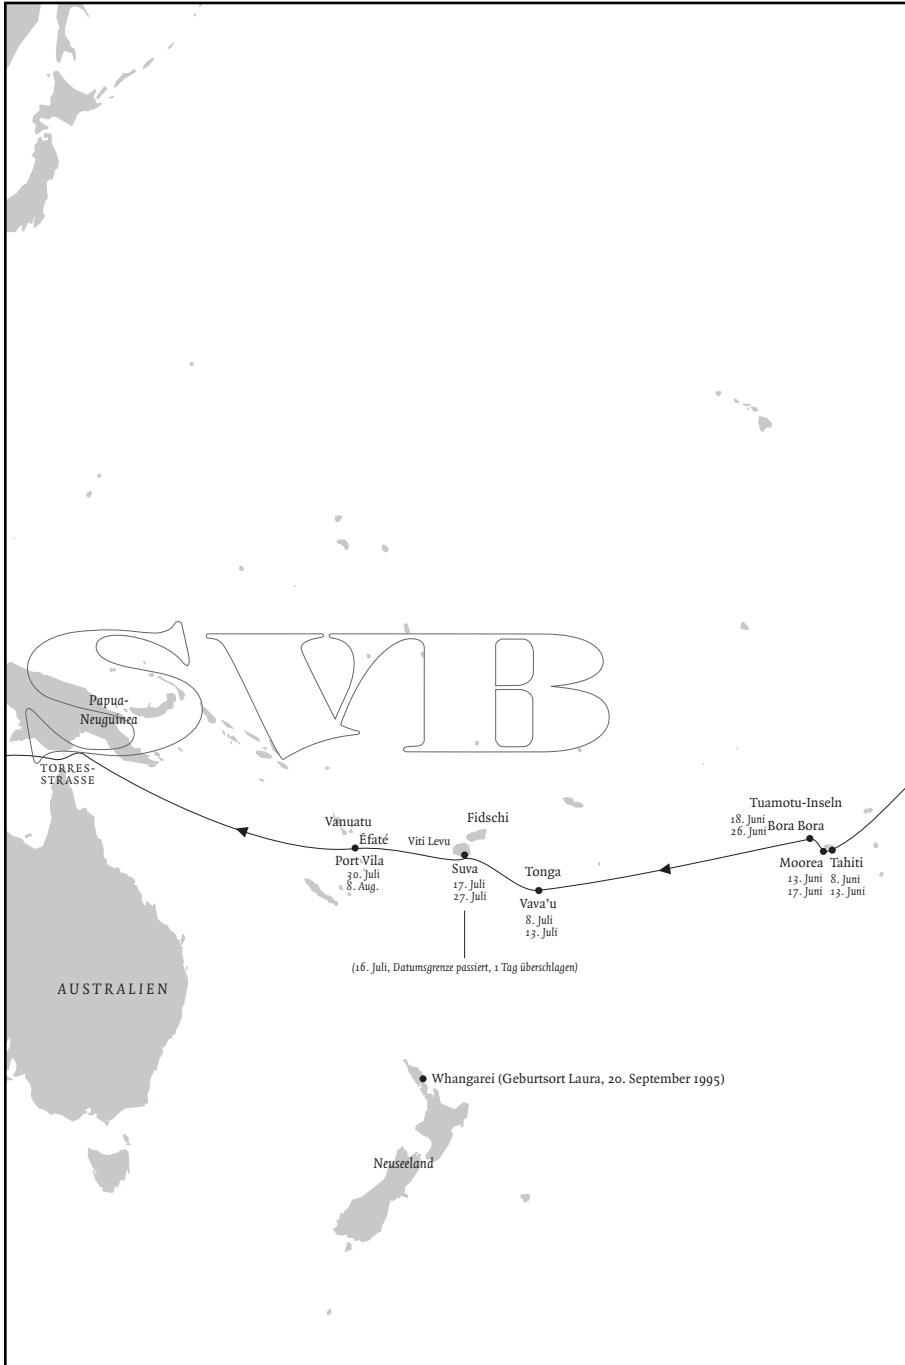 SVB
Papua-
Neuguinea
TORRES-
STRASSE
Vanuatu
Éfaté
Port Vila
30. Juli
8. Aug.
Viti Levu
Fidschi
Suva
17. Juli
27. Juli
Tonga
Vava’u
8. Juli
13. Juli
(16. Juli, Datumsgrenze passiert, 1 Tag überschlagen)
Tuamotu-Inseln
18. Juni
26. Juni
Bora Bora
Moorea
13. Juni
17. Juni
Tahiti
8. Juni
13. Juni
AUSTRALIEN
Whangarei (Geburtsort Laura, 20. September 1995)
Neuseeland